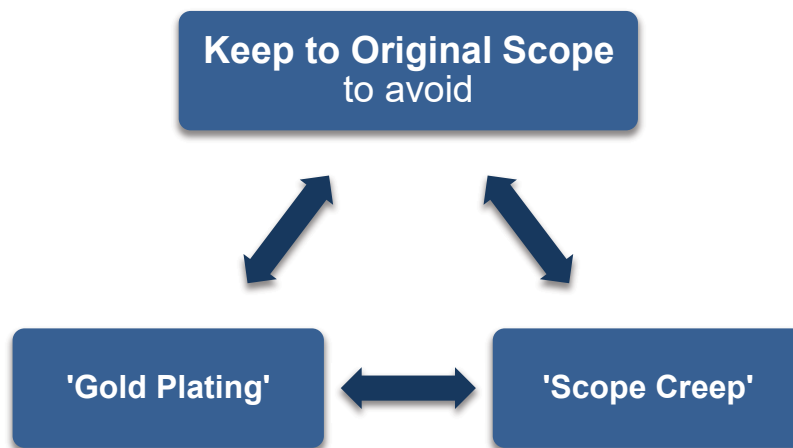 Keep to Original Scope
to avoid
'Gold Plating'
'Scope Creep'